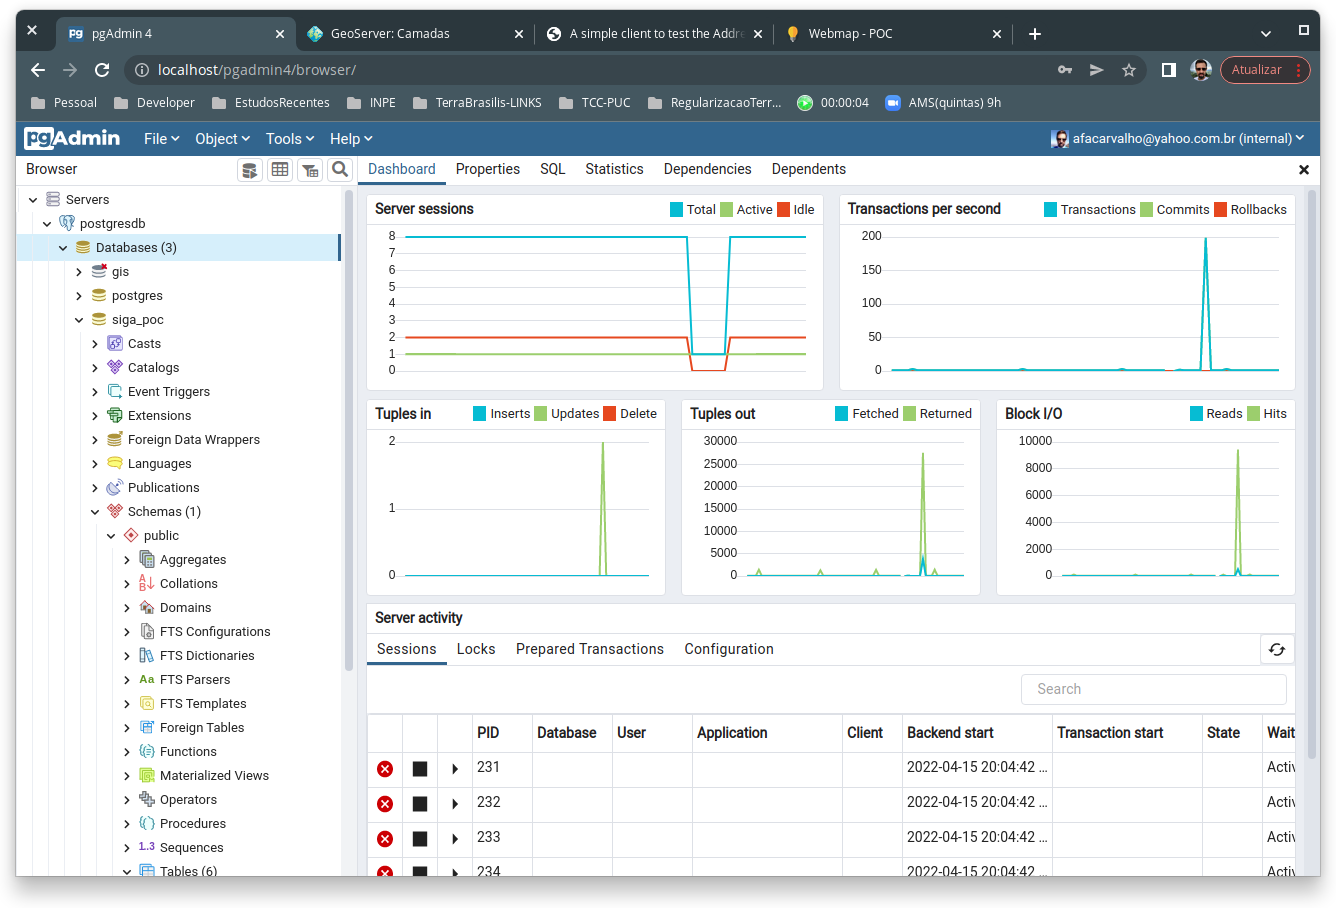 pgAdmin 4
GeoServer: Camadas
A simple client to test the Addre
Webmap - POC
localhost/pgadmin4/browser/
Atualizar
Pessoal
Developer
EstudosRecentes
INPE
TerraBrasilis-LINKS
TCC-PUC
RegularizacaoTerr...
00:00:04
AMS(quintas) 9h
pgAdmin
File
Object
Tools
Help
afacarvalho@yahoo.com.br (internal)
Browser
Dashboard
Properties
SQL
Statistics
Dependencies
Dependents
Servers
postgresdb
Databases (3)
gis
postgres
siga_poc
Casts
Catalogs
Event Triggers
Extensions
Foreign Data Wrappers
Languages
Publications
Schemas (1)
public
Aggregates
Collations
Domains
FTS Configurations
FTS Dictionaries
Aa FTS Parsers
FTS Templates
Foreign Tables
Functions
Materialized Views
Operators
Procedures
1..3 Sequences
Tables (6)
Server sessions
Total Active Idle
8
7
6
5
4
3
2
1
0
Transactions per second
Transactions Commits Rollbacks
200
150
100
50
0
Tuples in
Inserts Updates Delete
2
1
0
Tuples out
Fetched Returned
30000
25000
20000
15000
10000
5000
0
Block I/O
Reads Hits
10000
8000
6000
4000
2000
0
Server activity
Sessions
Locks
Prepared Transactions
Configuration
Search
PID Database User Application Client Backend start Transaction start State Wait
231 2022-04-15 20:04:42 ... Activ
232 2022-04-15 20:04:42 ... Activ
233 2022-04-15 20:04:42 ... Activ
234 2022-04-15 20:04:42 ... Activ